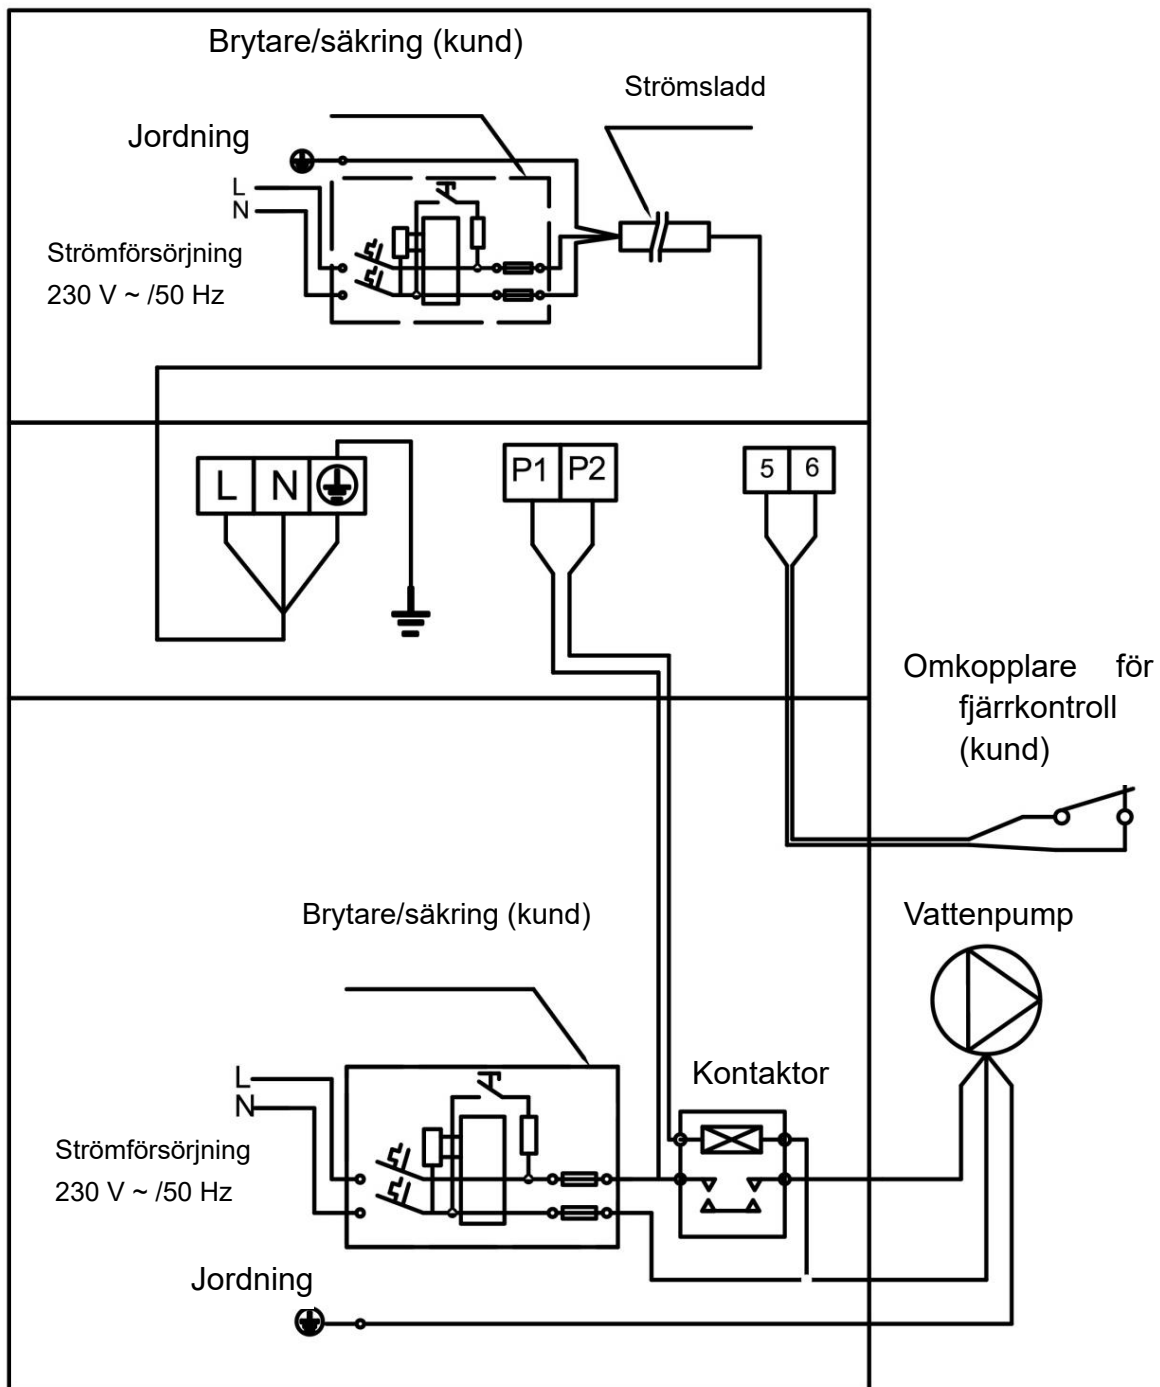 Brytare/säkring (kund)
Strömsladd
Jordning
L
N
Strömförsörjning
230 V ~ /50 Hz
L N
P1 P2
5 6
Omkopplare för
fjärrkontroll
(kund)
Brytare/säkring (kund)
Vattenpump
Kontaktor
L
N
Strömförsörjning
230 V ~ /50 Hz
Jordning